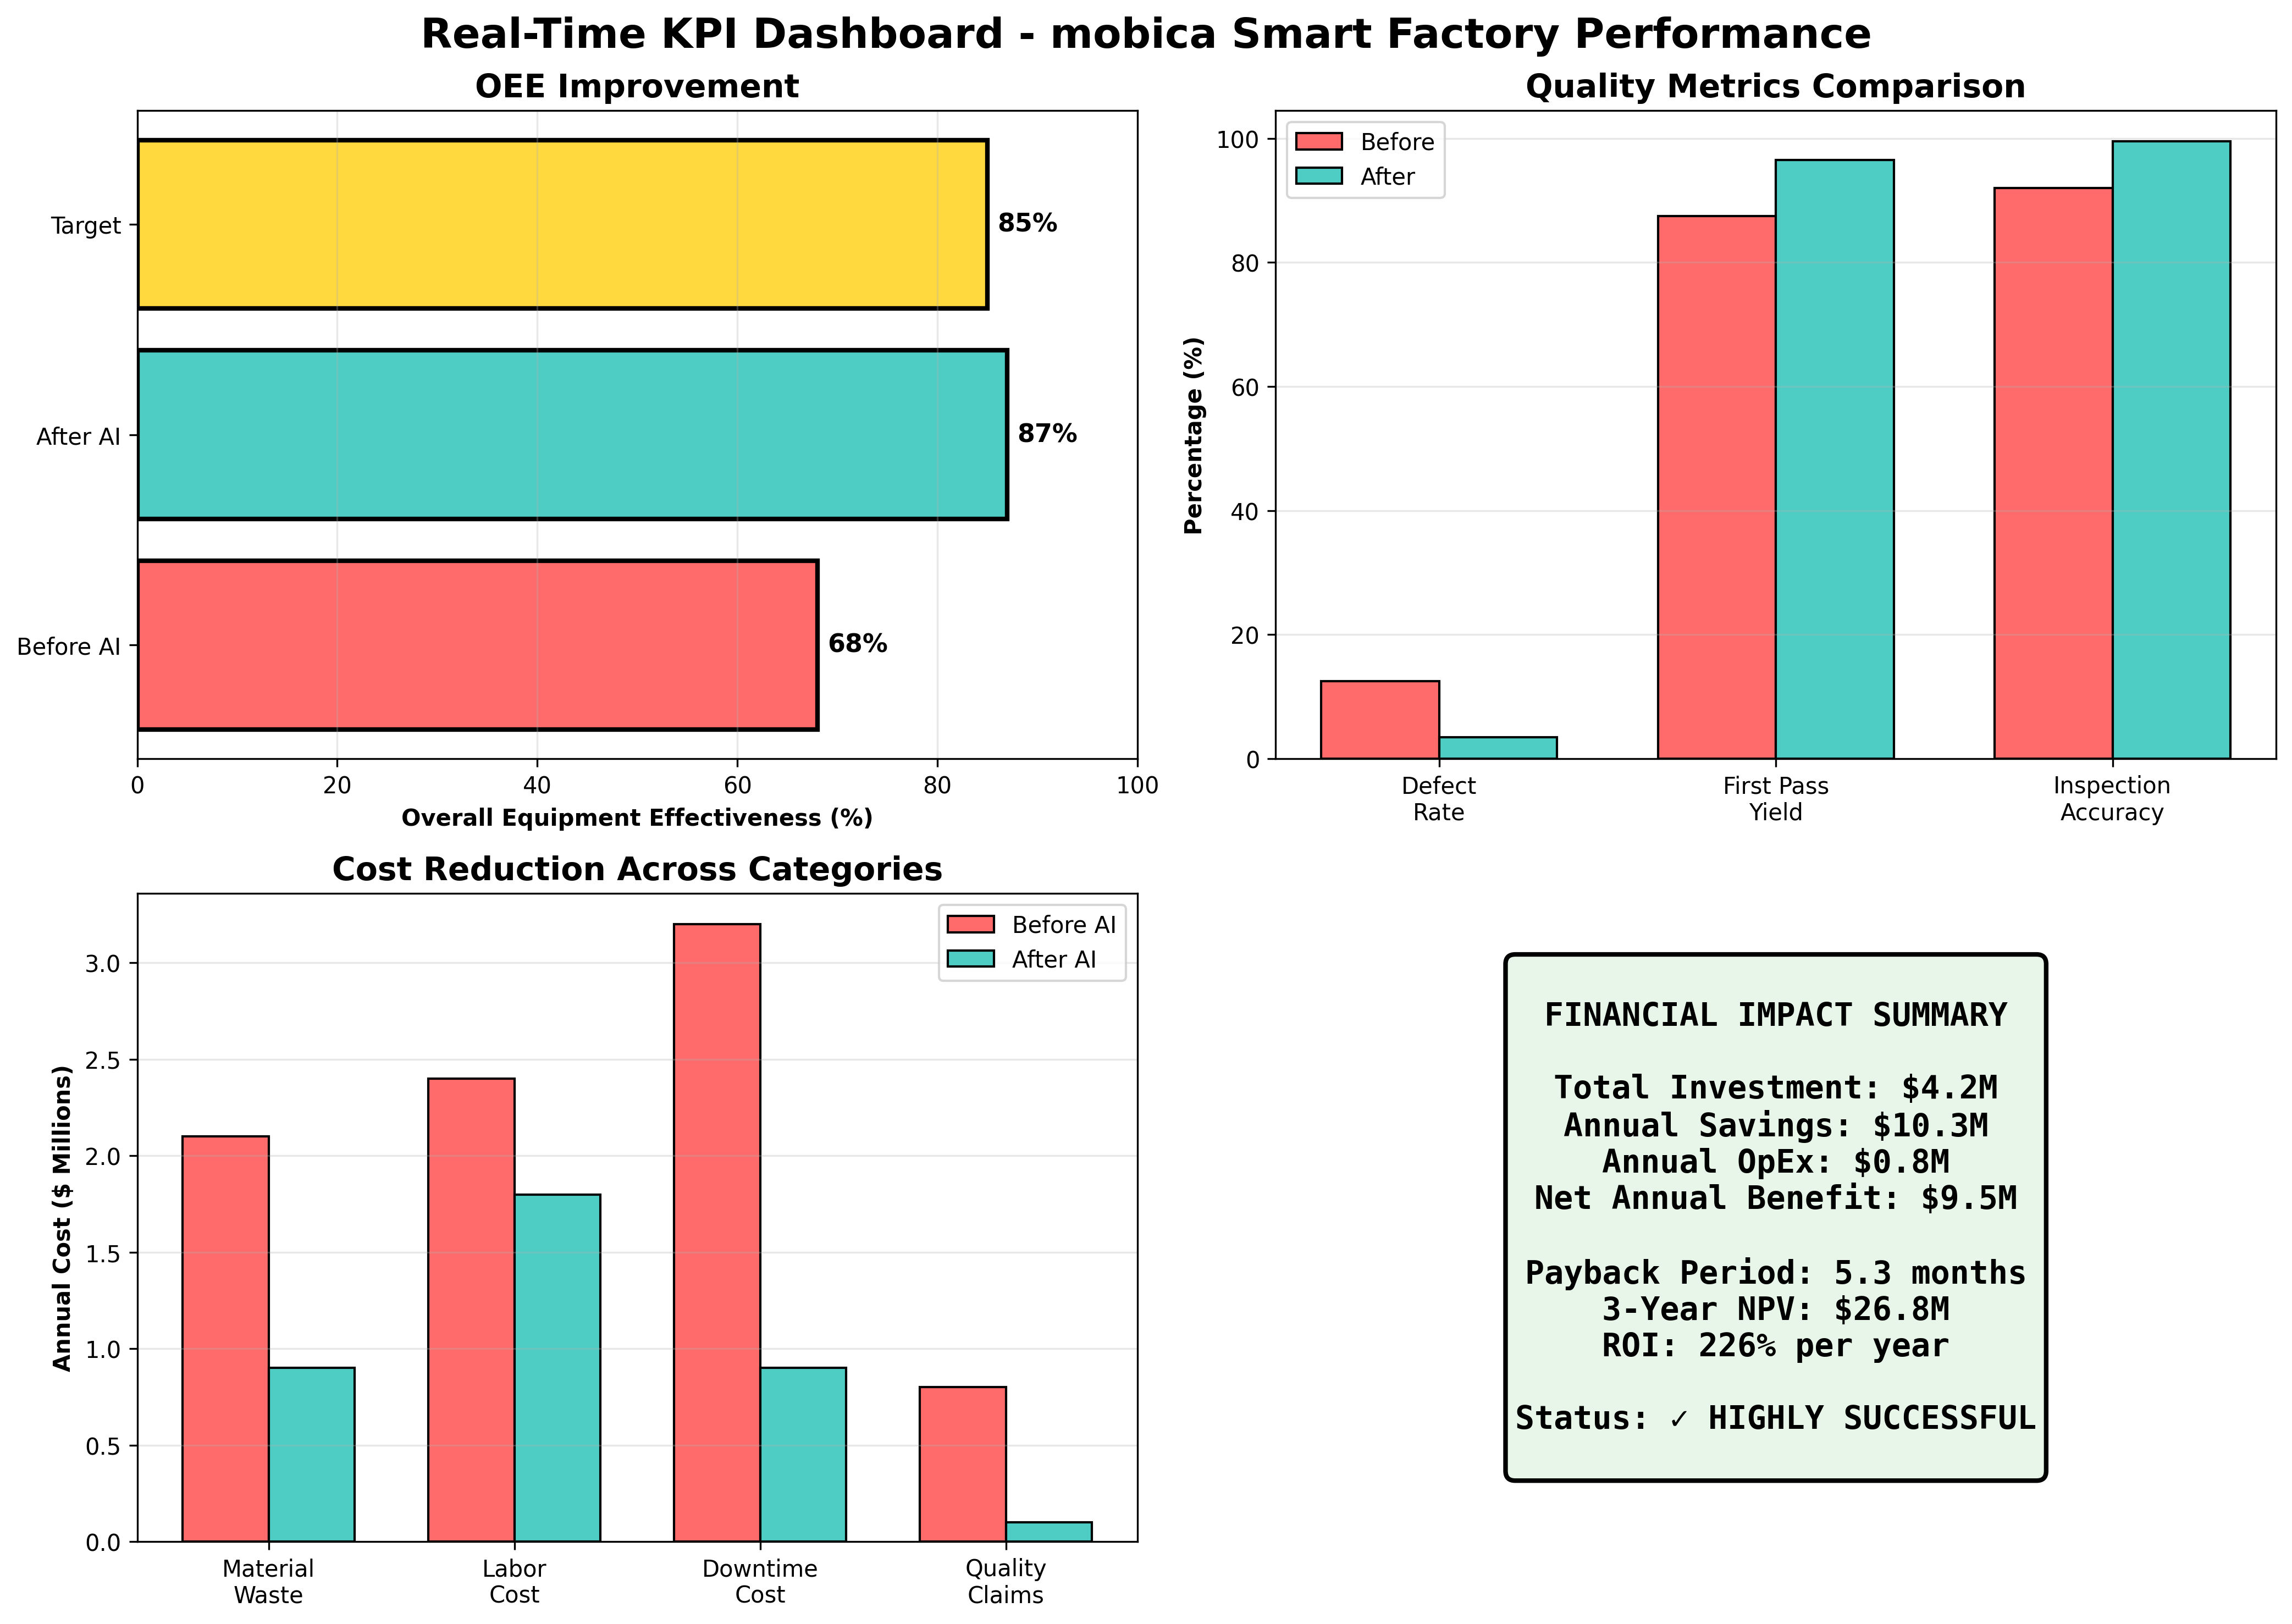 Real-Time KPI Dashboard - mobica Smart Factory Performance
OEE Improvement
Target
After AI
Before AI
85%
87%
68%
0
20
40
60
80
100
Overall Equipment Effectiveness (%)
Quality Metrics Comparison
Before
After
100
80
60
40
20
0
Percentage (%)
Defect
Rate
First Pass
Yield
Inspection
Accuracy
Cost Reduction Across Categories
Before AI
After AI
3.0
2.5
2.0
1.5
1.0
0.5
0.0
Annual Cost ($ Millions)
Material
Waste
Labor
Cost
Downtime
Cost
Quality
Claims
FINANCIAL IMPACT SUMMARY
Total Investment: $4.2M
Annual Savings: $10.3M
Annual OpEx: $0.8M
Net Annual Benefit: $9.5M
Payback Period: 5.3 months
3-Year NPV: $26.8M
ROI: 226% per year
Status: ✓ HIGHLY SUCCESSFUL